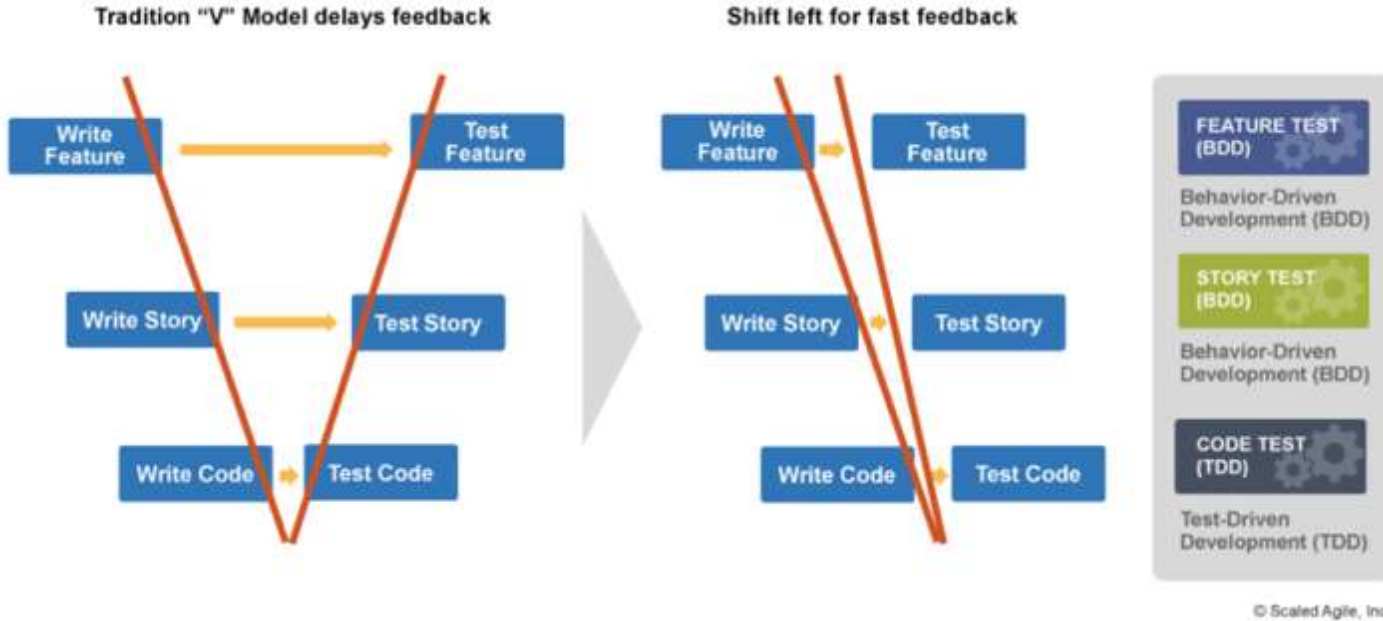 Tradition “V” Model delays feedback
Shift left for fast feedback
Write
Feature
Test
Feature
Write Story
Test Story
Write Code
Test Code
Write
Feature
Test
Feature
Write Story
Test Story
Write Code
Test Code
FEATURE TEST
(BDD)
Behavior-Driven
Development (BDD)
STORY TEST
(BDD)
Behavior-Driven
Development (BDD)
CODE TEST
(TDD)
Test-Driven
Development (TDD)
© Scaled Agile, Inc